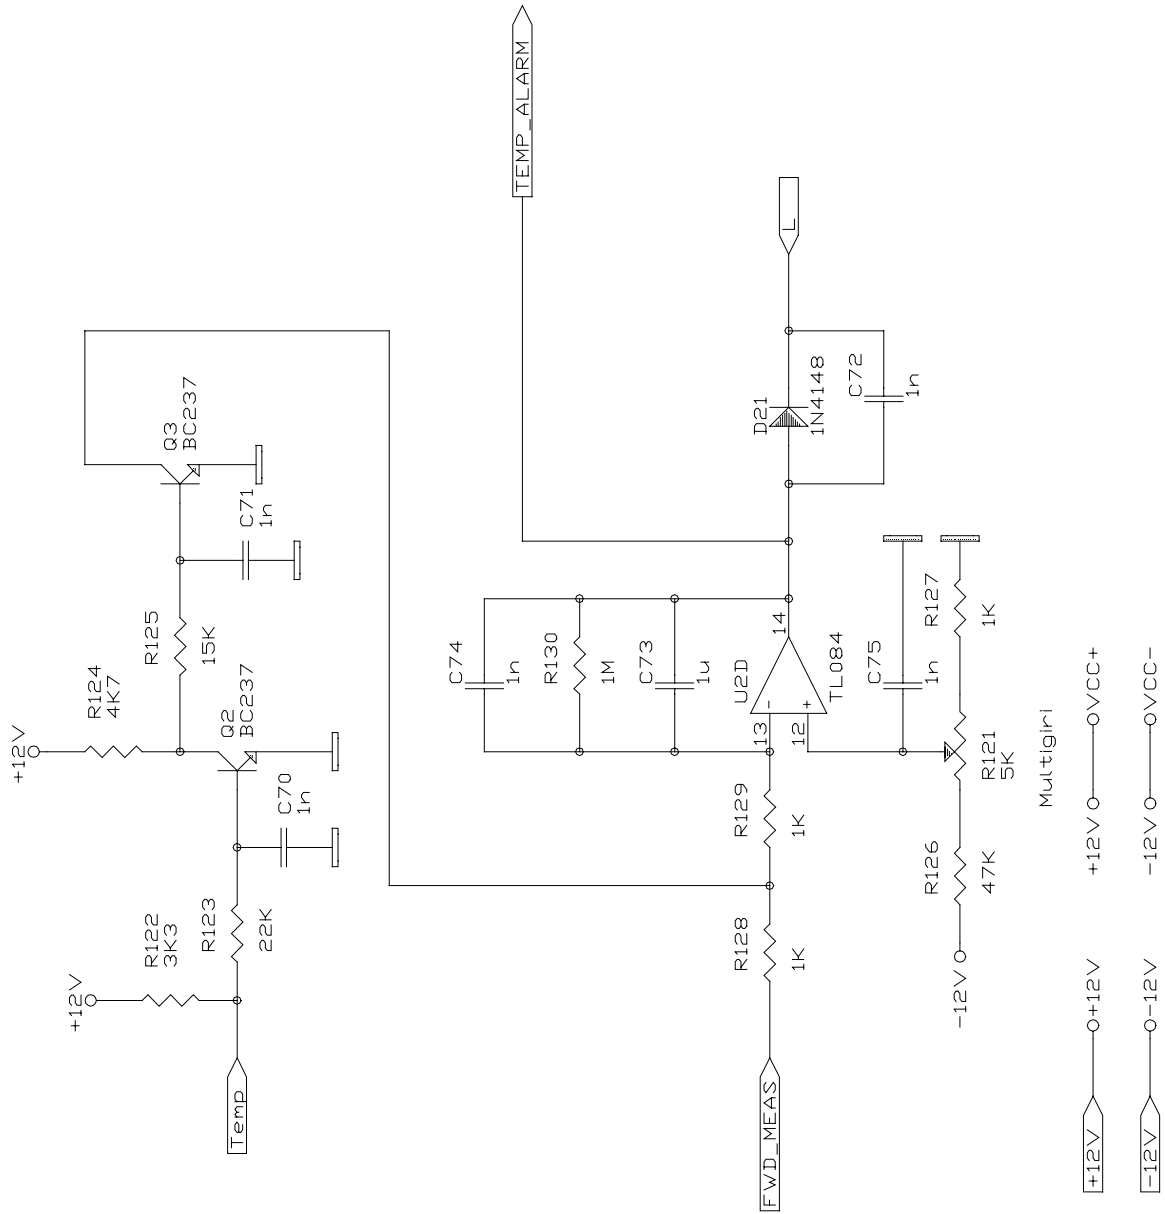 +12V
R124
4K7
+12V
R122
3K3
Temp
R123
22K
C70
1n
Q2
BC237
R125
15K
C71
1n
Q3
BC237
TEMP_ALARM
FWD_MEAS
R128
1K
R129
1K
C74
1n
R130
1M
C73
1u
U2D
13
12
14
-
+
TL084
D21
1N4148
C72
1n
L
C75
1n
-12V
R126
47K
R121
5K
R127
1K
Multigiri
+12V
+12V
+12V
VCC+
-12V
-12V
-12V
VCC-